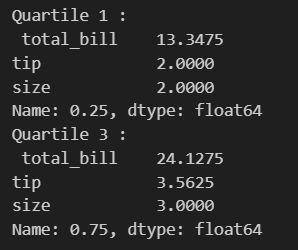 Quartile 1 :
 total_bill    13.3475
tip            2.0000
size           2.0000
Name: 0.25, dtype: float64
Quartile 3 :
 total_bill    24.1275
tip            3.5625
size           3.0000
Name: 0.75, dtype: float64